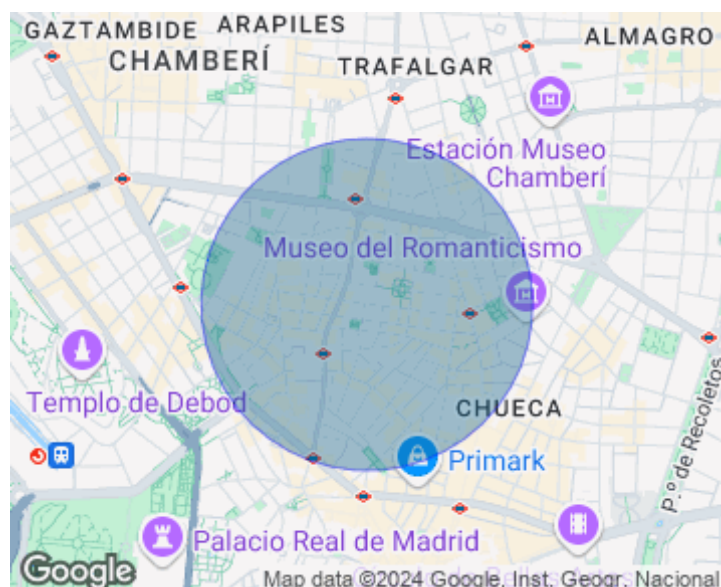 GAZTAMBIDE
ARAPILES
ALMAGRO
CHAMBERÍ
TRAFALGAR
Estación Museo
Chamberí
Museo del Romanticismo
Templo de Debod
CHUECA
Primark
P.º de Recoletos
Palacio Real de Madrid
Google
Map data ©2024 Google, Inst. Geogr. Nacional